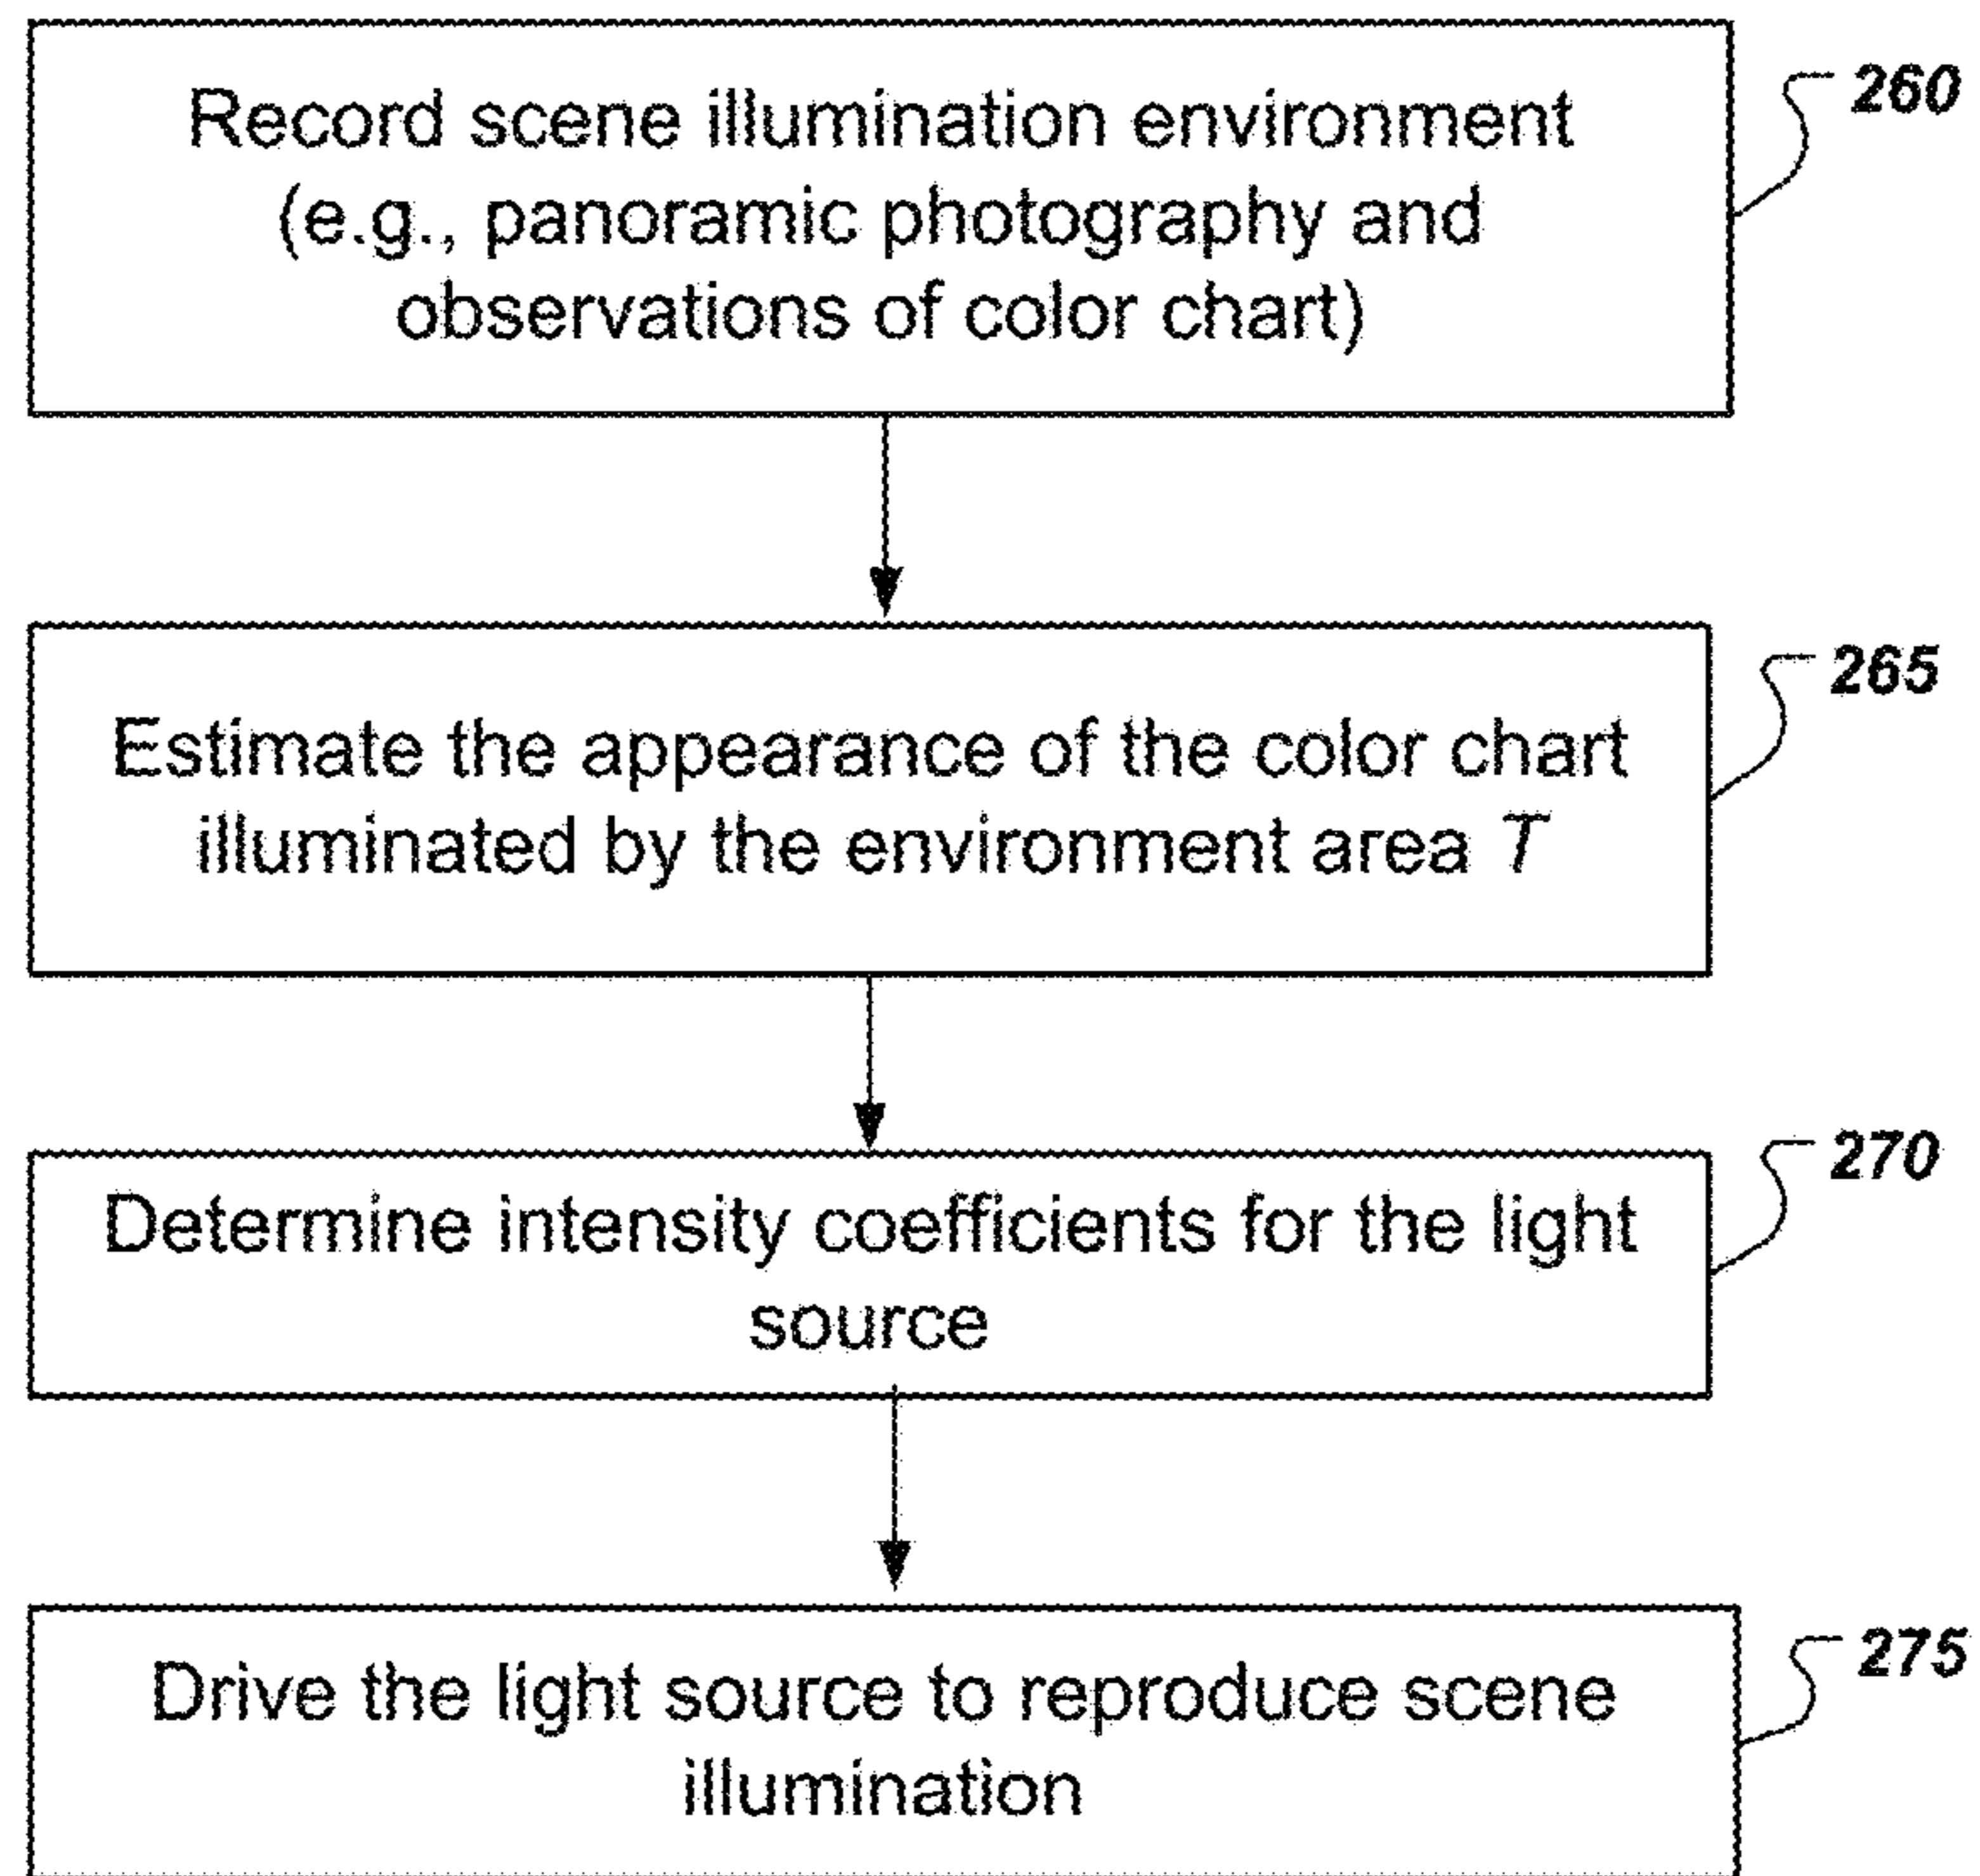 Record scene illumination environment
(e.g., panoramic photography and
observations of color chart)
260
Estimate the appearance of the color chart
illuminated by the environment area T
265
Determine intensity coefficients for the light
source
270
Drive the light source to reproduce scene
illumination
275